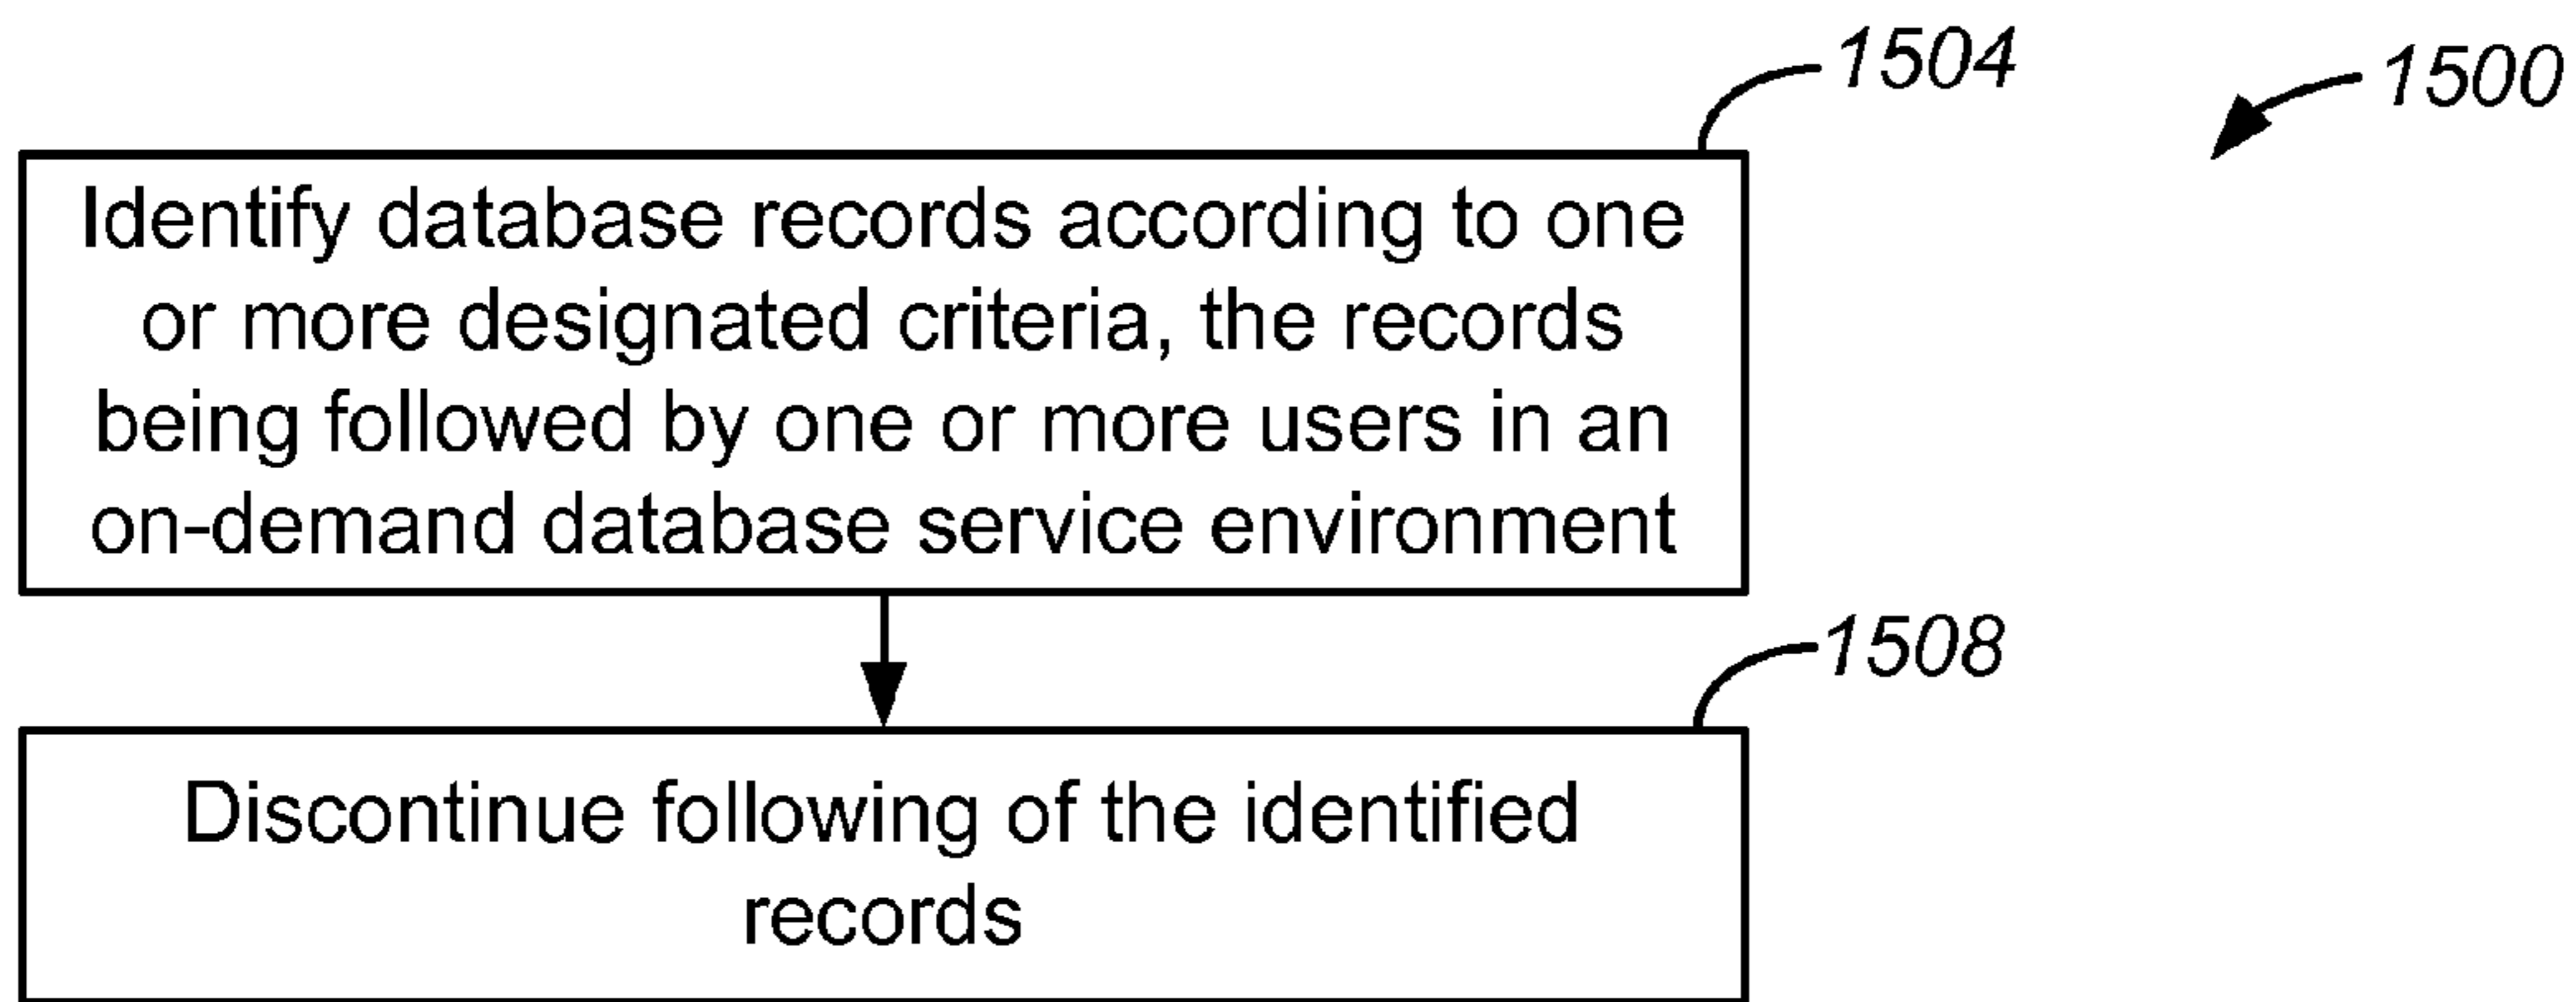 1504
1500
Identify database records according to one
or more designated criteria, the records
being followed by one or more users in an
on-demand database service environment
1508
Discontinue following of the identified
records